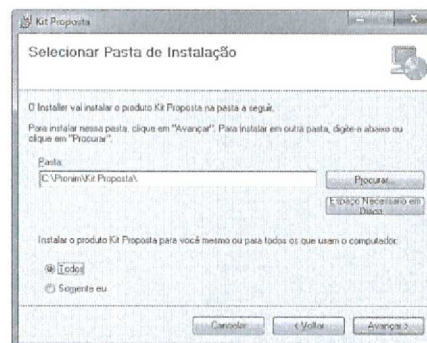 Kit Proposta
Selecionar Pasta de Instalação
O Installer vai instalar o produto Kit Proposta na pasta a seguir.
Para instalar nessa pasta, clique em "Avançar". Para instalar em outra pasta, digite-a abaixo ou
clique em "Procurar".
Pasta:
C:\Pronim\Kit Proposta\
Procurar...
Espaço Necessário em
Disco...
Instalar o produto Kit Proposta para você mesmo ou para todos os que usam o computador:
Todos
Somente eu
Cancelar
< Voltar
Avançar >